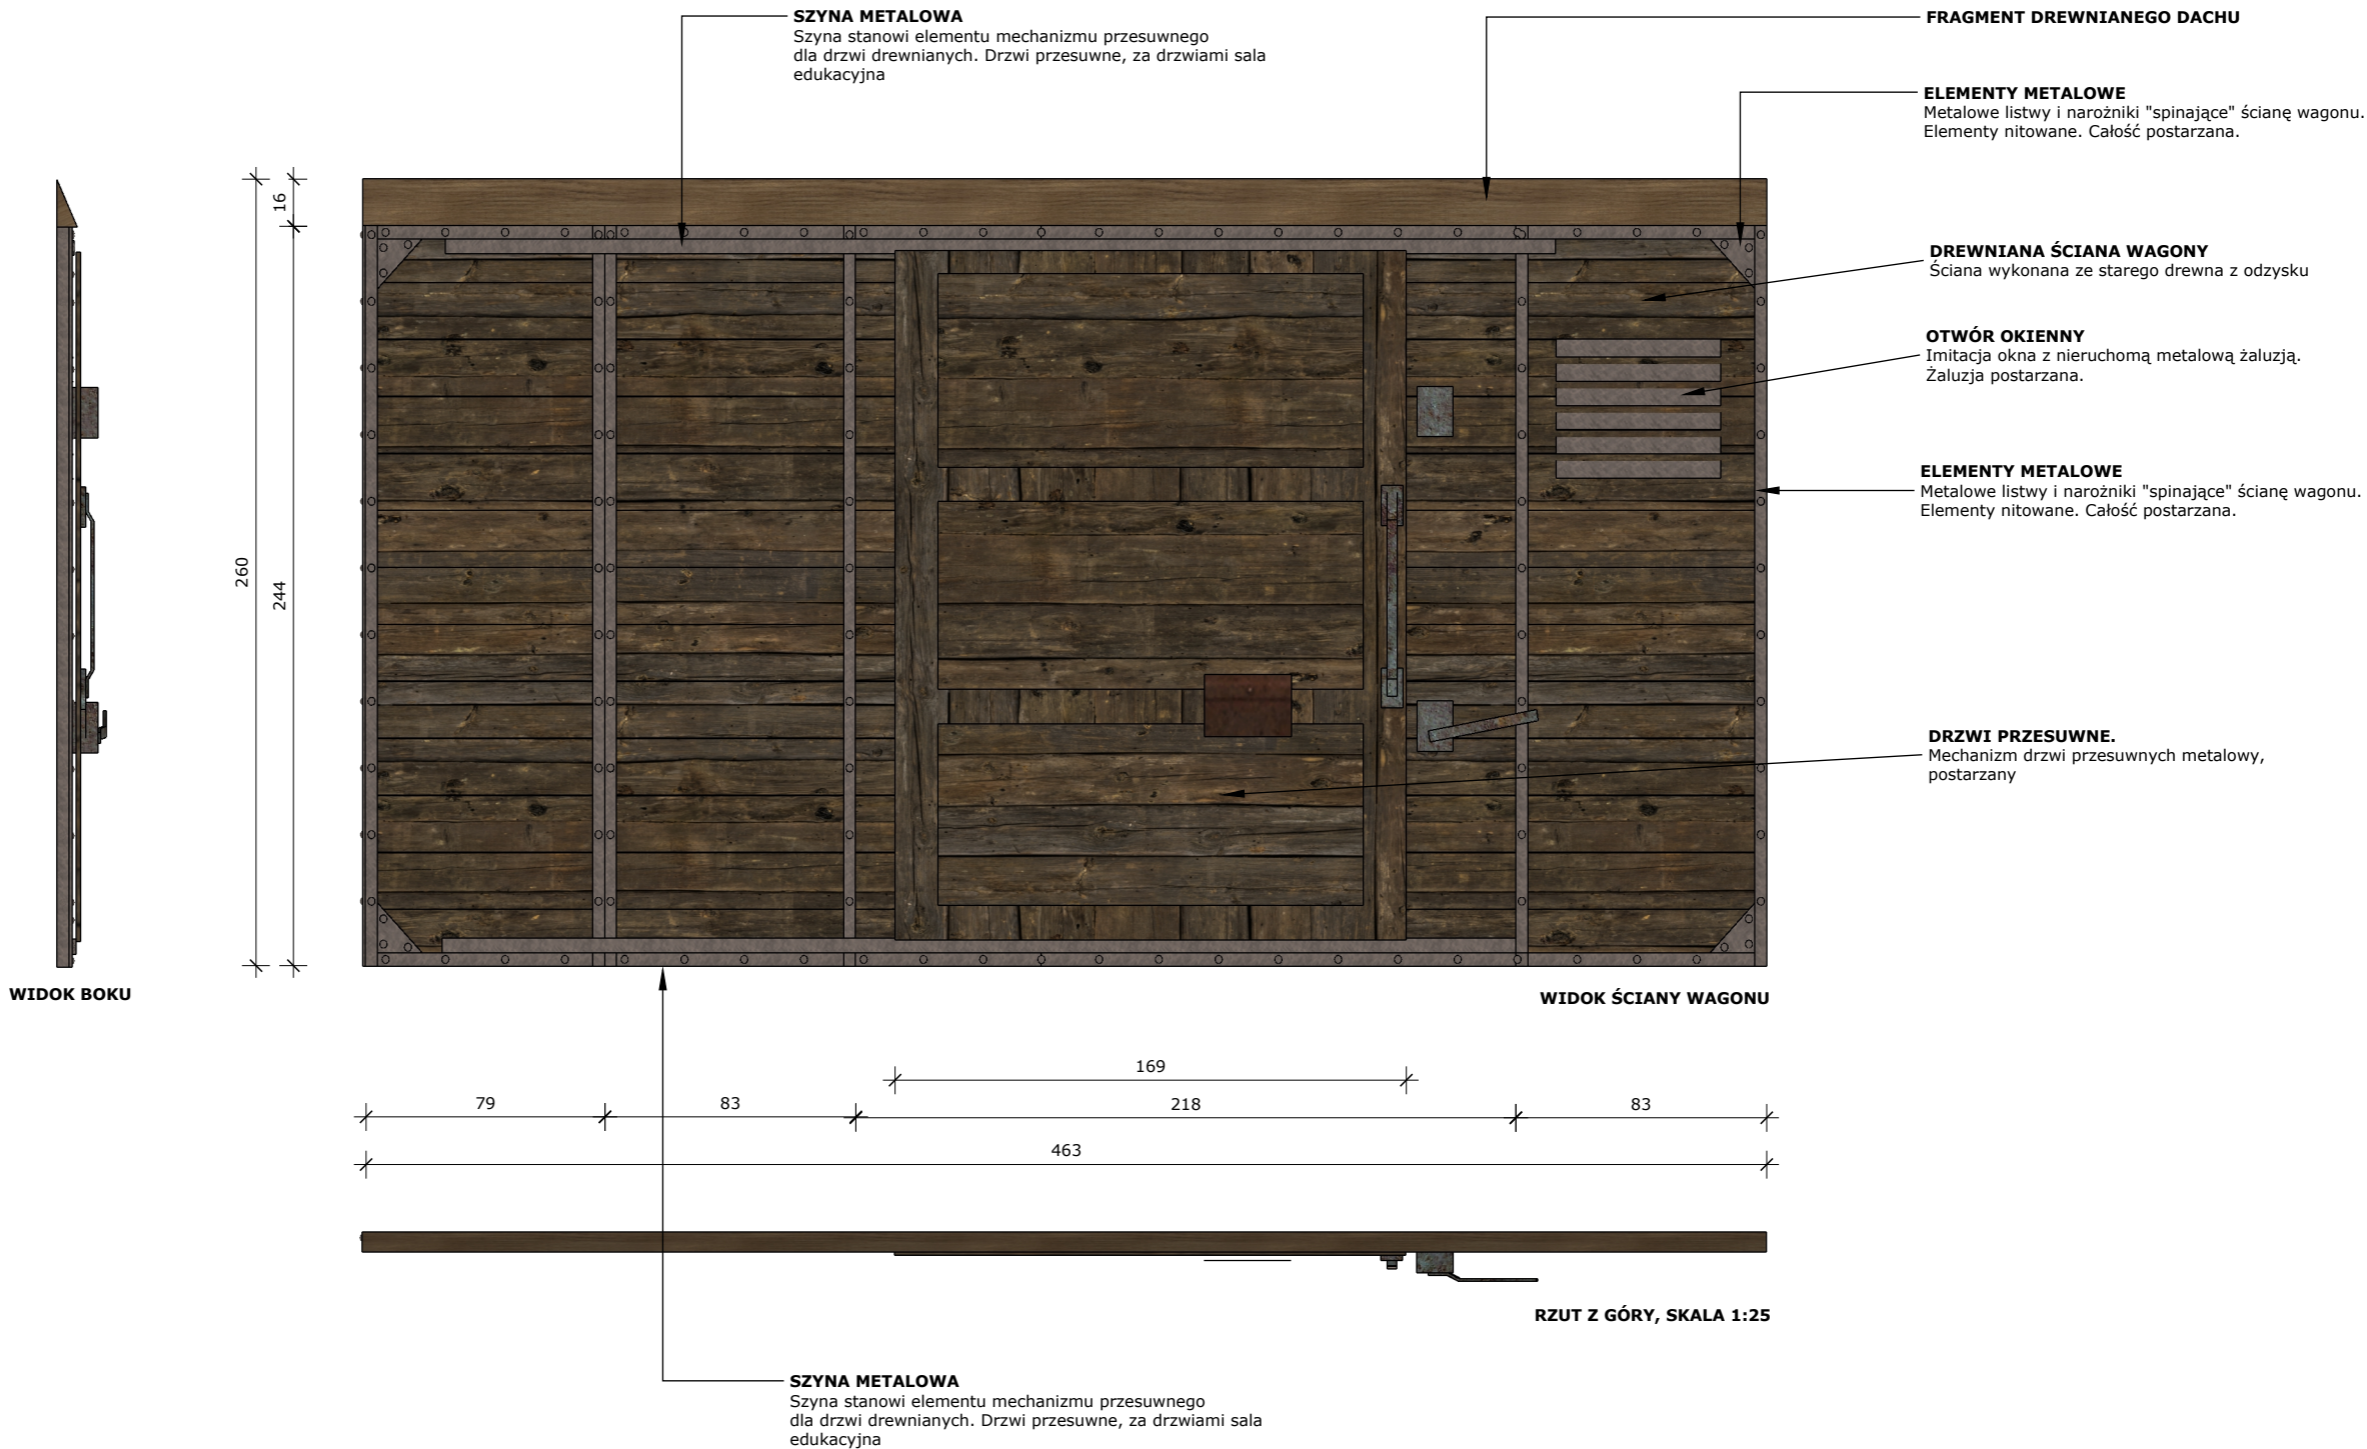 SZYNA METALOWA
Szyna stanowi elementu mechanizmu przesuwnego
dla drzwi drewnianych. Drzwi przesuwne, za drzwiami sala
edukacyjna
FRAGMENT DREWNIANEGO DACHU
ELEMENTY METALOWE
Metalowe listwy i narożniki "spinające" ścianę wagonu.
Elementy nitowane. Całość postarzana.
DREWNIANA ŚCIANA WAGONY
Ściana wykonana ze starego drewna z odzysku
OTWÓR OKIENNY
Imitacja okna z nieruchomą metalową żaluzją.
Żaluzja postarzana.
ELEMENTY METALOWE
Metalowe listwy i narożniki "spinające" ścianę wagonu.
Elementy nitowane. Całość postarzana.
DRZWI PRZESUWNE.
Mechanizm drzwi przesuwnych metalowy,
postarzany
16
260
244
WIDOK BOKU
WIDOK ŚCIANY WAGONU
169
79
83
218
83
463
RZUT Z GÓRY, SKALA 1:25
SZYNA METALOWA
Szyna stanowi elementu mechanizmu przesuwnego
dla drzwi drewnianych. Drzwi przesuwne, za drzwiami sala
edukacyjna